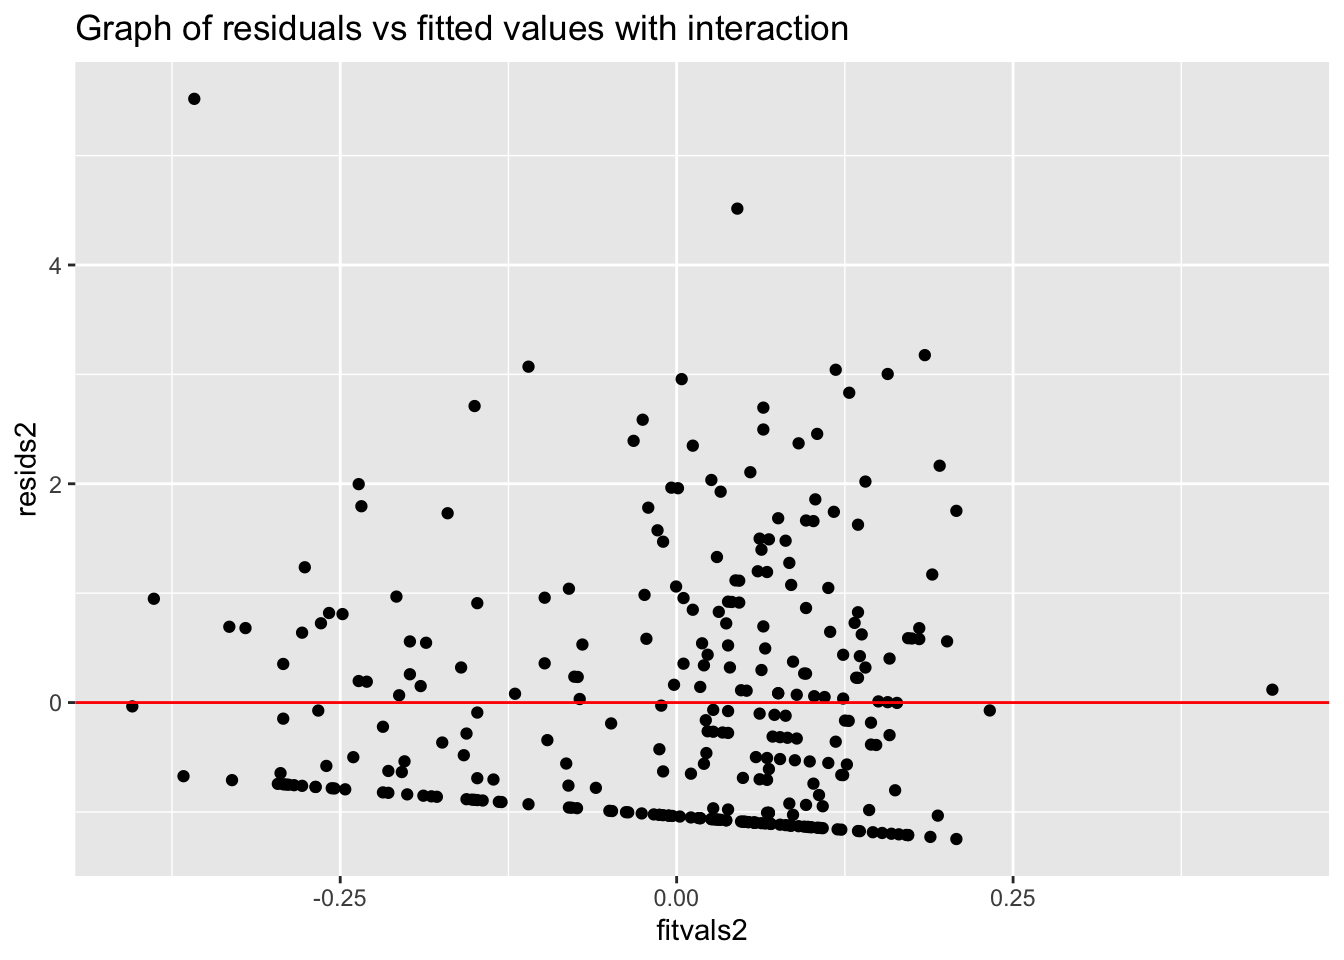 Graph of residuals vs fitted values with interaction
4
2
0
resids2
-0.25 0.00 0.25
fitvals2